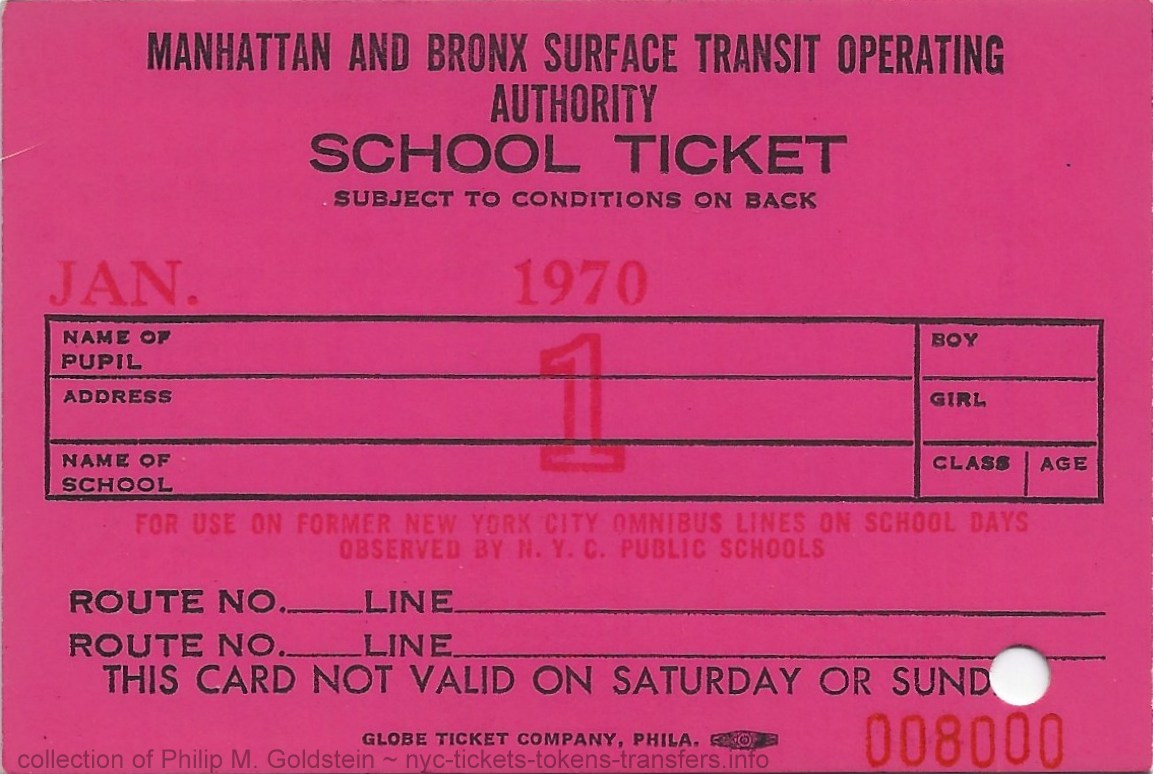 MANHATTAN AND BRONX SURFACE TRANSIT OPERATING
AUTHORITY
SCHOOL TICKET
SUBJECT TO CONDITIONS ON BACK
JAN. 1970
NAME OF
PUPIL
BOY
1
ADDRESS
GIRL
NAME OF
SCHOOL
CLASS AGE
FOR USE ON FORMER NEW YORK CITY OMNIBUS LINES ON SCHOOL DAYS
OBSERVED BY N. Y. C. PUBLIC SCHOOLS
ROUTE NO.____LINE____
ROUTE NO.____LINE____
THIS CARD NOT VALID ON SATURDAY OR SUND
008000
GLOBE TICKET COMPANY, PHILA.
collection of Philip M. Goldstein ~ nyc-tickets-tokens-transfers.info